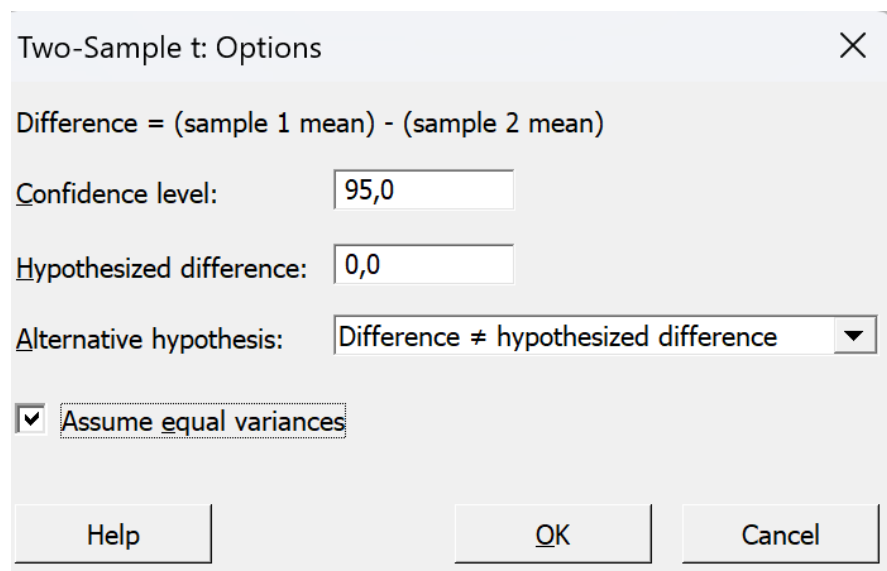 Two-Sample t: Options
Difference = (sample 1 mean) - (sample 2 mean)
Confidence level: 95,0
Hypothesized difference: 0,0
Alternative hypothesis: Difference ≠ hypothesized difference
Assume equal variances
Help OK Cancel